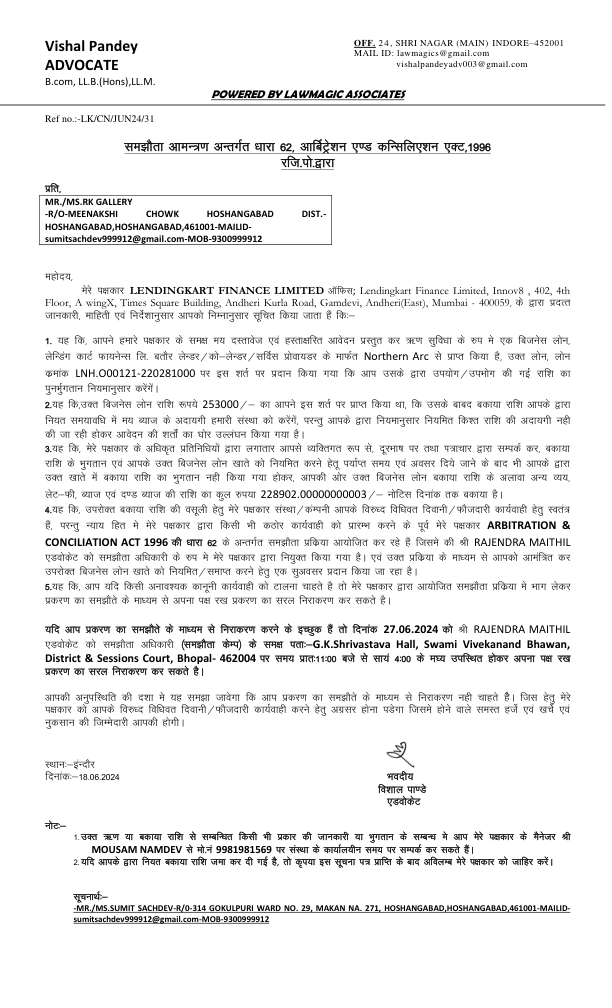 Vishal Pandey
ADVOCATE
B.com, LL.B.(Hons),LL.M.
OFF. 24, SHRI NAGAR (MAIN) INDORE–452001
MAIL ID: lawmagics@gmail.com
vishalpandeyadv003@gmail.com
POWERED BY LAWMAGIC ASSOCIATES
Ref no.:-LK/CN/JUN24/31
समझौता आमन्त्रण अन्तर्गत धारा 62, आर्बिट्रेशन एण्ड कन्सिलिएशन एक्ट,1996
रजि.पो.द्वारा
प्रति,
MR./MS.RK GALLERY
-R/O-MEENAKSHI CHOWK HOSHANGABAD DIST.-
HOSHANGABAD,HOSHANGABAD,461001-MAILID-
sumitsachdev999912@gmail.com-MOB-9300999912
महोदय,
मेरे पक्षकार LENDINGKART FINANCE LIMITED ऑफिस; Lendingkart Finance Limited, Innov8 , 402, 4th
Floor, A wingX, Times Square Building, Andheri Kurla Road, Gamdevi, Andheri(East), Mumbai - 400059, के द्वारा प्रदत्त
जानकारी, माहिती एवं निर्देशानुसार आपको निम्नानुसार सूचित किया जाता हैं कि:–
1. यह कि, आपने हमारे पक्षकार के समक्ष मय दस्तावेज एवं हस्ताक्षरित आवेदन प्रस्तुत कर ऋण सुविधा के रुप मे एक बिजनेस लोन,
लेन्डिंग कार्ट फायनेन्स लि. बतौर लेन्डर/को–लेन्डर/सर्विस प्रोवायडर के मार्फत Northern Arc से प्राप्त किया है, उक्त लोन, लोन
क्रमांक LNH.O00121-220281000 पर इस शर्त पर प्रदान किया गया कि आप उसके द्वारा उपयोग/उपभोग की गई राशि का
पुनर्भुगतान नियमानुसार करेंगें।
2.यह कि,उक्त बिजनेस लोन राशि रूपये 253000/– का आपने इस शर्त पर प्राप्त किया था, कि उसके बाबद बकाया राशि आपके द्वारा
नियत समयावधि में मय ब्याज के अदायगी हमारी संस्था को करेंगें, परन्तु आपके द्वारा नियमानुसार नियमित किश्त राशि की अदायगी नही
की जा रही होकर आवेदन की शर्तो का घोर उल्लंघन किया गया है।
3.यह कि, मेरे पक्षकार के अधिकृत प्रतिनिधियों द्वारा लगातार आपसे व्यक्तिगत रूप से, दूरभाष पर तथा पत्राचार द्वारा सम्पर्क कर, बकाया
राशि के भुगतान एवं आपके उक्त बिजनेस लोन खाते को नियमित करने हेतू पर्याप्त समय एवं अवसर दिये जाने के बाद भी आपके द्वारा
उक्त खाते में बकाया राशि का भुगतान नही किया गया होकर, आपकी ओर उक्त बिजनेस लोन बकाया राशि के अलावा अन्य व्यय,
लेट–फी, ब्याज एवं दण्ड ब्याज की राशि का कुल रुपया 228902.00000000003/– नोटिस दिनांक तक बकाया है।
4.यह कि, उपरोक्त बकाया राशि की वसूली हेतु मेरे पक्षकार संस्था/कंम्पनी आपके विरुद्ध विधिवत दिवानी/फौजदारी कार्यवाही हेतु स्वतंत्र
हैं, परन्तु न्याय हित मे मेरे पक्षकार द्वारा किसी भी कठोर कार्यवाही को प्रारम्भ करने के पूर्व मेरे पक्षकार ARBITRATION &
CONCILIATION ACT 1996 की धारा 62 के अन्तर्गत समझौता प्रक्रिया आयोजित कर रहे हैं जिसमे की श्री RAJENDRA MAITHIL
एडवोकेट को समझौता अधिकारी के रुप मे मेरे पक्षकार द्वारा नियुक्त किया गया है। एवं उक्त प्रक्रिया के माध्यम से आपको आमंत्रित कर
उपरोक्त बिजनेस लोन खाते को नियमित/समाप्त करने हेतु एक सुअवसर प्रदान किया जा रहा है।
5.यह कि, आप यदि किसी अनावश्यक कानूनी कार्यवाही को टालना चाहते है तो मेरे पक्षकार द्वारा आयोजित समझौता प्रक्रिया मे भाग लेकर
प्रकरण का समझौते के माध्यम से अपना पक्ष रख प्रकरण का सरल निराकरण कर सकते है।
यदि आप प्रकरण का समझौते के माध्यम से निराकरण करने के इच्छुक हैं तो दिनांक 27.06.2024 को श्री RAJENDRA MAITHIL
एडवोकेट को समझौता अधिकारी (समझौता केम्प) के समक्ष पता:–G.K.Shrivastava Hall, Swami Vivekanand Bhawan,
District & Sessions Court, Bhopal- 462004 पर समय प्रात:11:00 बजे से सायं 4:00 के मघ्य उपस्थित होकर अपना पक्ष रख
प्रकरण का सरल निराकरण कर सकते है।
आपकी अनुपस्थिति की दशा मे यह समझा जावेगा कि आप प्रकरण का समझौते के माध्यम से निराकरण नही चाहते है। जिस हेतु मेरे
पक्षकार को आपके विरुध्द विधिवत दिवानी/फौजदारी कार्यवाही करने हेतु अग्रसर होना पडेगा जिसमे होने वाले समस्त हर्जे एवं खर्चे एवं
नुकसान की जिम्मेदारी आपकी होगी।
स्थान:–इंन्दौर
दिनांक:–18.06.2024
भवदीय
विशाल पाण्डे
एडवोकेट
नोट:–
1.उक्त ऋण या बकाया राशि से सम्बन्धित किसी भी प्रकार की जानकारी या भुगतान के सम्बन्ध मे आप मेरे पक्षकार के मैनेजर श्री
MOUSAM NAMDEV से मो.नं 9981981569 पर संस्था के कार्यालयीन समय पर सम्पर्क कर सकते हैं।
2.यदि आपके द्वारा नियत बकाया राशि जमा कर दी गई है, तो कृपया इस सूचना पत्र प्राप्ति के बाद अविलम्ब मेरे पक्षकार को जाहिर करें।
सूचनार्थ:–
-MR./MS.SUMIT SACHDEV-R/0-314 GOKULPURI WARD NO. 29, MAKAN NA. 271, HOSHANGABAD,HOSHANGABAD,461001-MAILID-
sumitsachdev999912@gmail.com-MOB-9300999912